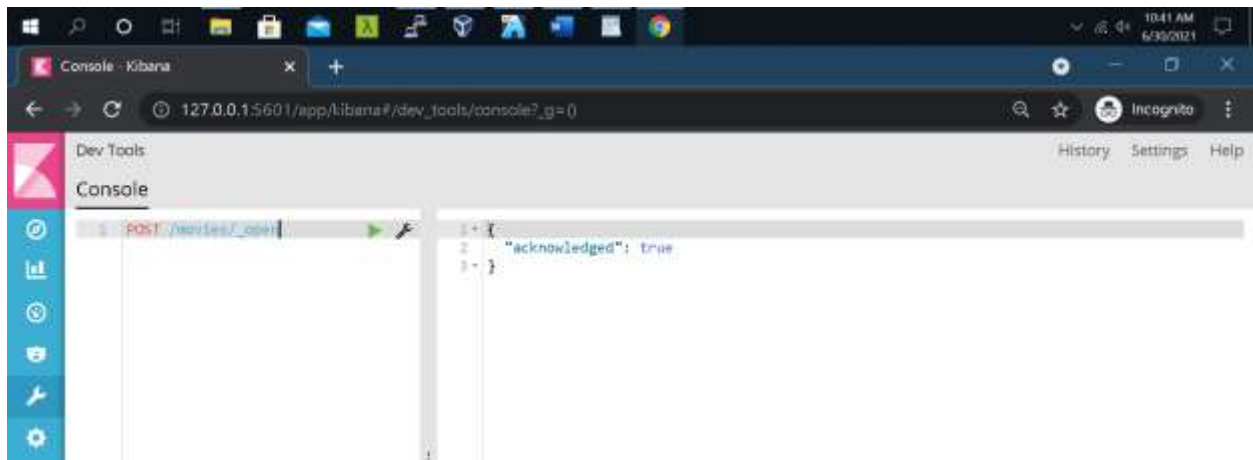 10:41 AM
6/30/2021
Console - Kibana
127.0.0.1:5601/app/kibana#/dev_tools/console?_g=()
Incognito
Dev Tools
History Settings Help
Console
1 POST /movies/_open
1 {
2 "acknowledged": true
3 }